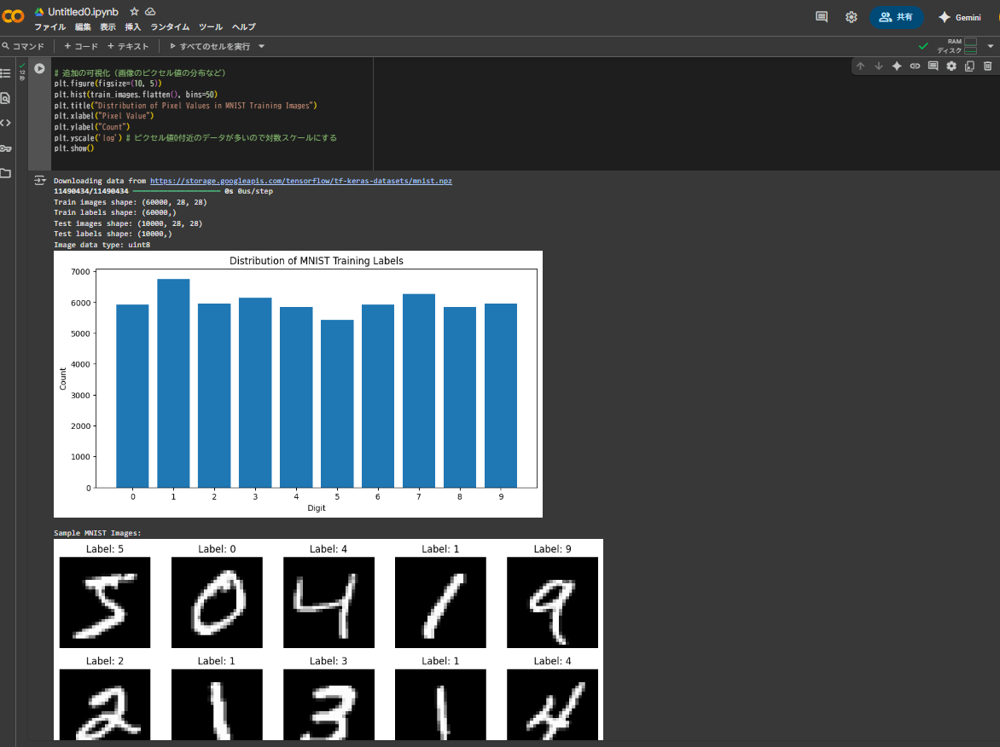 Untitled0.ipynb
ファイル 編集 表示 挿入 ランタイム ツール ヘルプ
共有
Gemini
コマンド + コード + テキスト すべてのセルを実行
RAM
ディスク
12
秒
# 追加の可視化（画像のピクセル値の分布など）
plt.figure(figsize=(10, 5))
plt.hist(train_images.flatten(), bins=50)
plt.title("Distribution of Pixel Values in MNIST Training Images")
plt.xlabel("Pixel Value")
plt.ylabel("Count")
plt.yscale('log') # ピクセル値0付近のデータが多いので対数スケールにする
plt.show()
Downloading data from https://storage.googleapis.com/tensorflow/tf-keras-datasets/mnist.npz
11490434/11490434 ━━━━━━━━━━━━━━━━━━━━ 0s 0us/step
Train images shape: (60000, 28, 28)
Train labels shape: (60000,)
Test images shape: (10000, 28, 28)
Test labels shape: (10000,)
Image data type: uint8
Distribution of MNIST Training Labels
7000
6000
5000
4000
3000
2000
1000
0
Count
0 1 2 3 4 5 6 7 8 9
Digit
Sample MNIST Images:
Label: 5 Label: 0 Label: 4 Label: 1 Label: 9
5 0 4 1 9
Label: 2 Label: 1 Label: 3 Label: 1 Label: 4
2 1 3 1 4